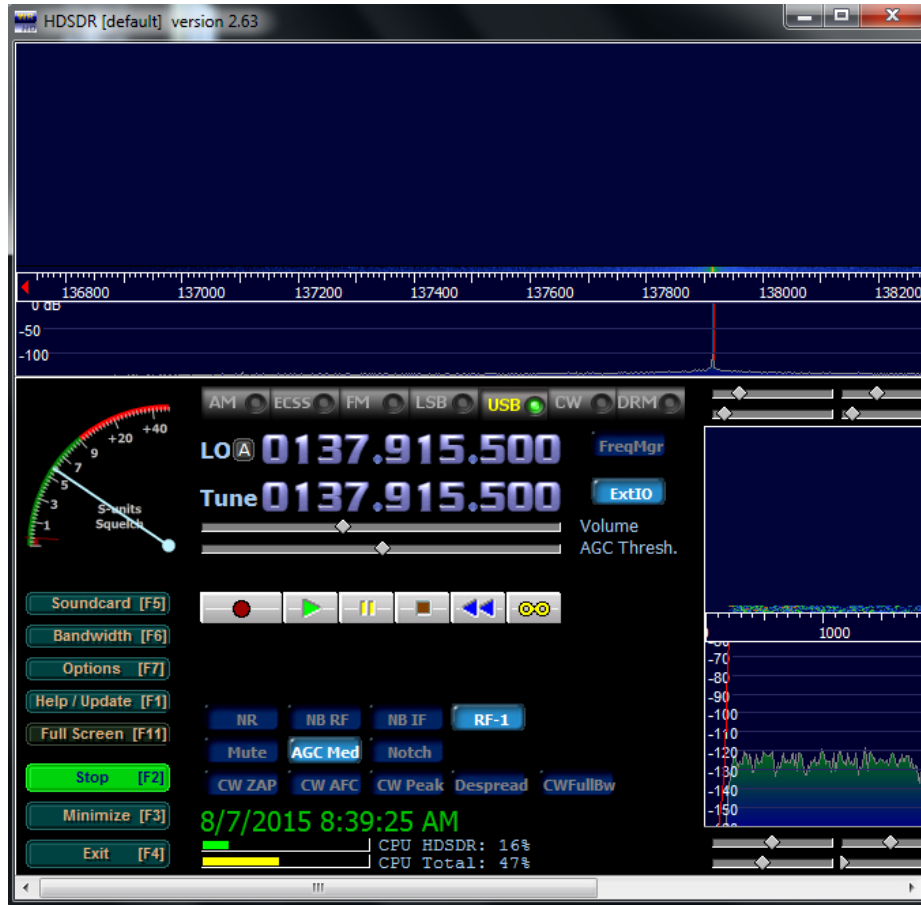 HDSDR [default] version 2.63
136800 137000 137200 137400 137600 137800 138000 138200
0 dB
-50
-100
AM ECSS FM LSB USB CW DRM
+20 +40
9
7
5
3
1
S-units
Squelch
LO A 0137.915.500 FreqMgr
Tune 0137.915.500 ExtIO
Volume
AGC Thresh.
Soundcard [F5]
Bandwidth [F6]
Options [F7]
Help / Update [F1]
Full Screen [F11]
Stop [F2]
Minimize [F3]
Exit [F4]
NR NB RF NB IF RF-1
Mute AGC Med Notch
CW ZAP CW AFC CW Peak Despread CWFullBw
8/7/2015 8:39:25 AM
CPU HDSDR: 16%
CPU Total: 47%
1000
-70
-80
-90
-100
-110
-120
-130
-140
-150